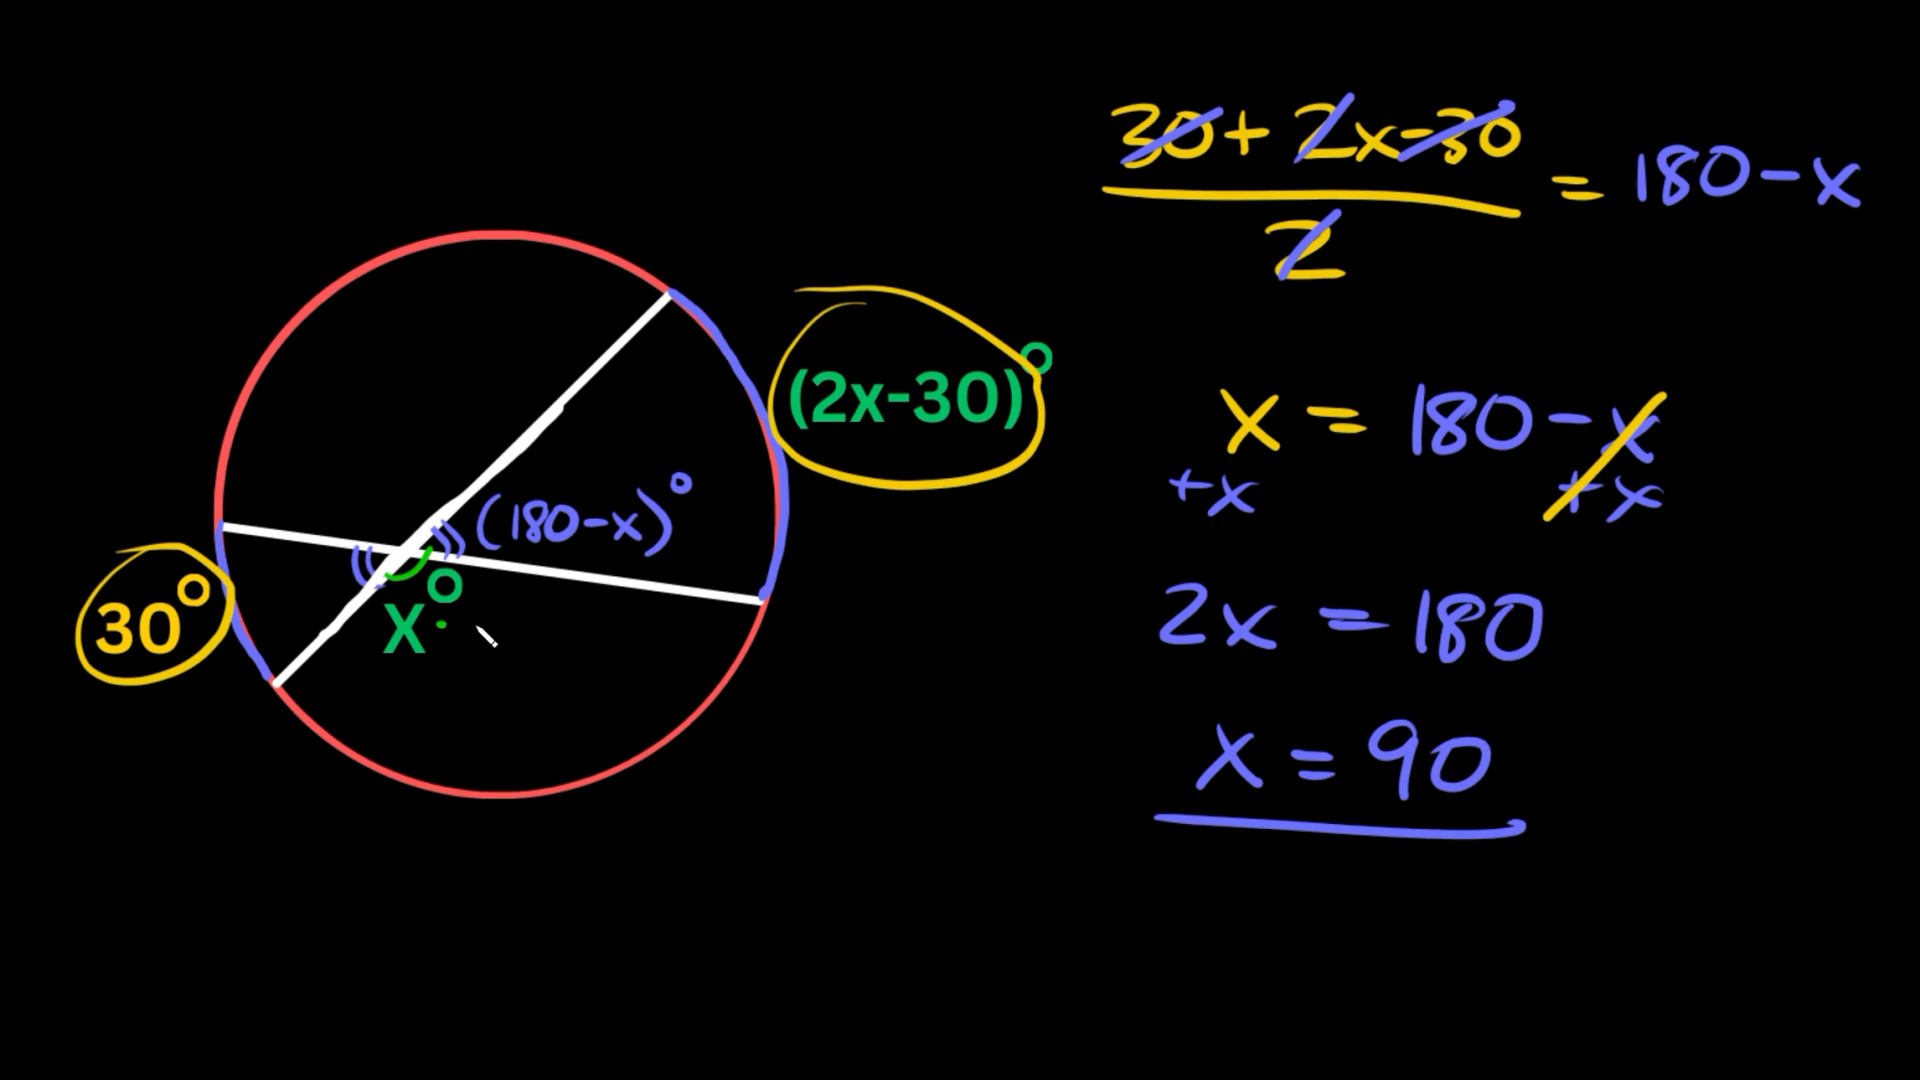 30 + 2x-30
2
= 180-x
(2x-30)°
x = 180-x
+x +x
(180-x)°
30°
x°
2x = 180
x = 90